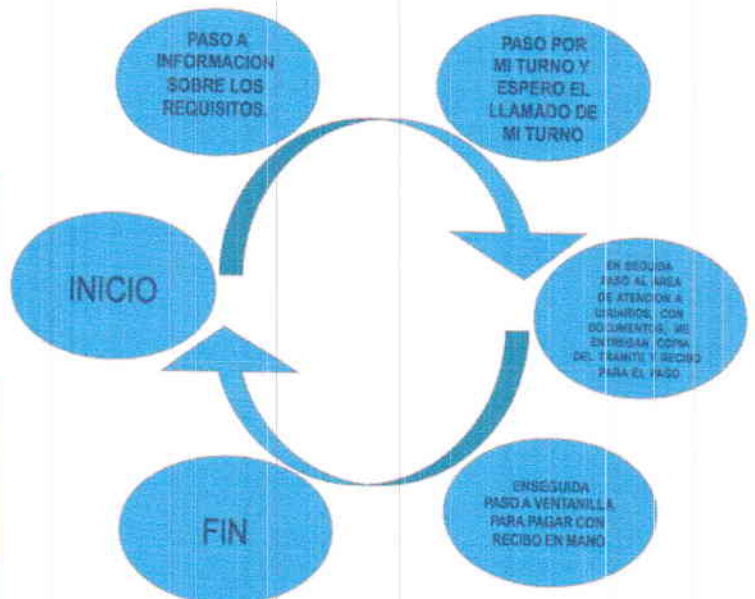 INICIO
PASO A
INFORMACION
SOBRE LOS
REQUISITOS.
PASO POR
MI TURNO Y
ESPERO EL
LLAMADO DE
MI TURNO
EN SEGUIDA
PASO AL AREA
DE ATENCION A
USUARIOS, CON
DOCUMENTOS, ME
ENTREGAN COPIA
DEL TRAMITE Y RECIBO
PARA EL PAGO
ENSEGUIDA
PASO A VENTANILLA
PARA PAGAR CON
RECIBO EN MANO
FIN